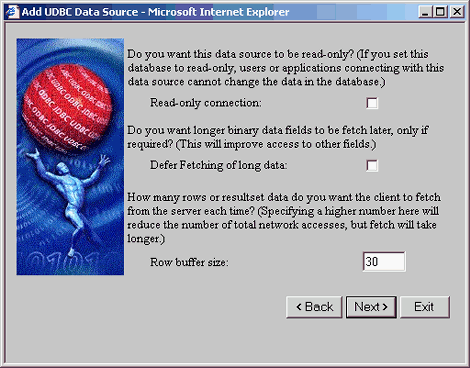 Add UDBC Data Source - Microsoft Internet Explorer
Do you want this data source to be read-only? (If you set this
database to read-only, users or applications connecting with this
data source cannot change the data in the database.)
Read-only connection:
Do you want longer binary data fields to be fetch later, only if
required? (This will improve access to other fields.)
Defer Fetching of long data:
How many rows or resultset data do you want the client to fetch
from the server each time? (Specifying a higher number here will
reduce the number of total network accesses, but fetch will take
longer.)
Row buffer size:
30
< Back
Next >
Exit